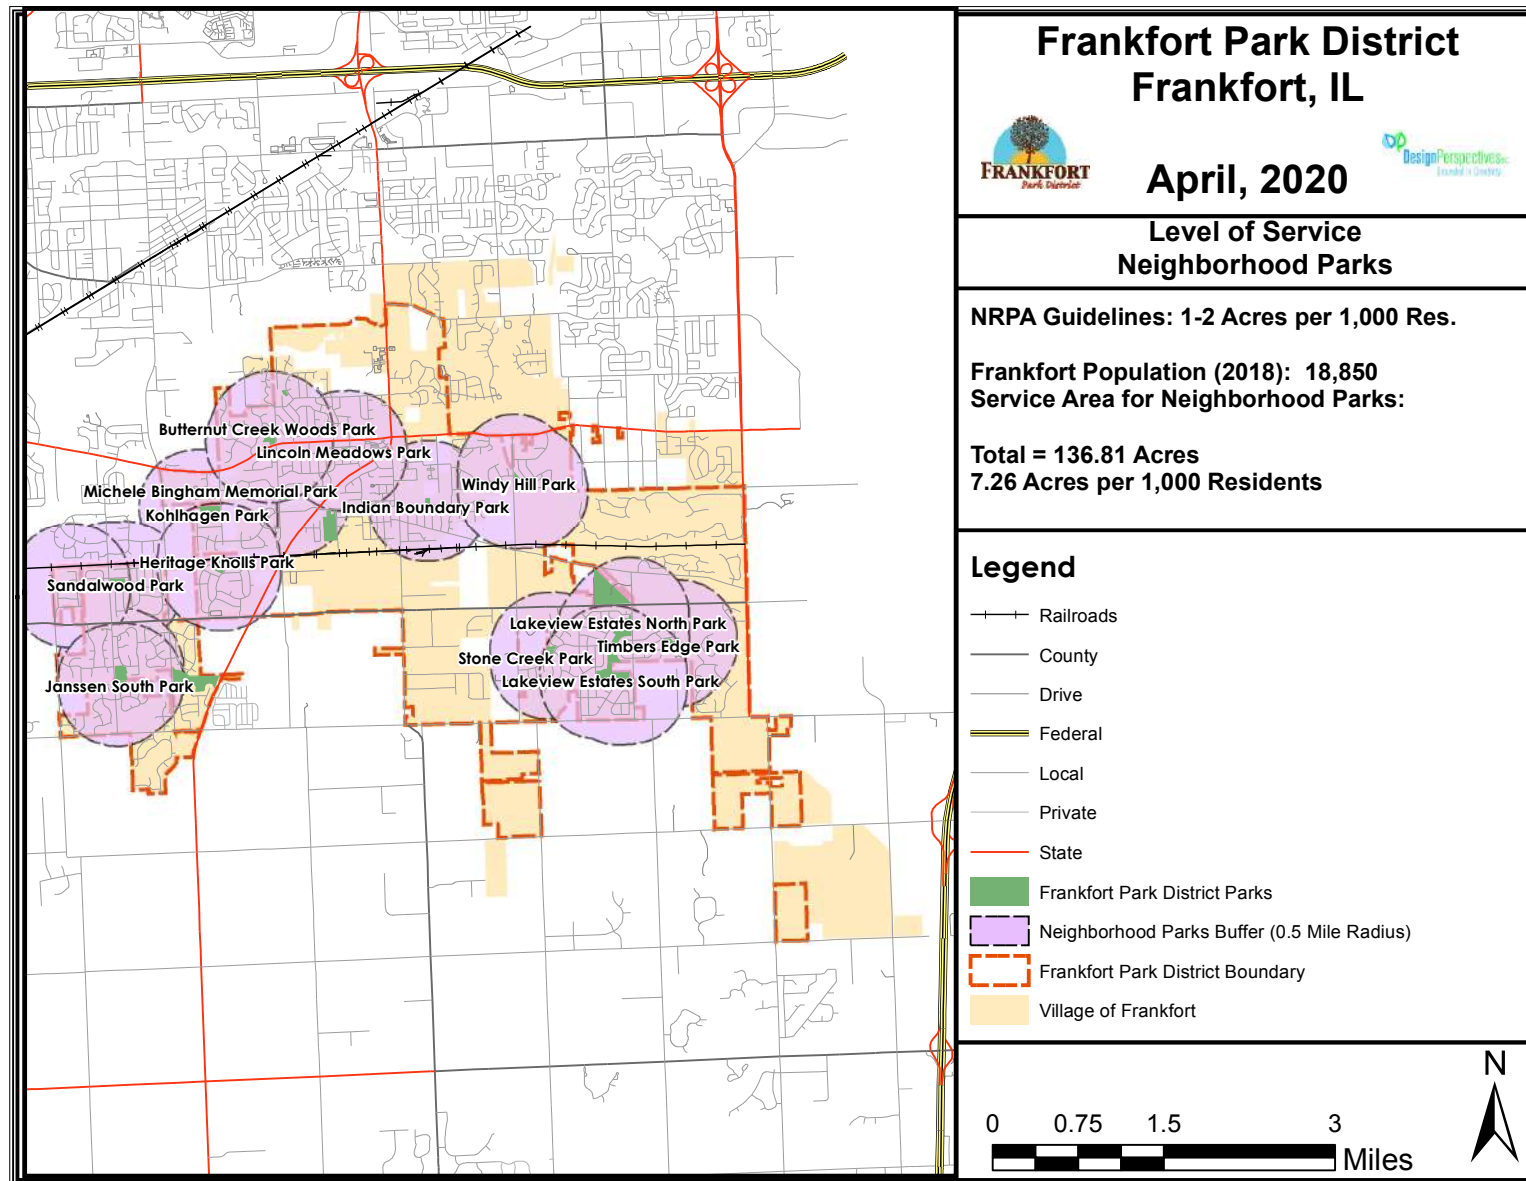 Frankfort Park District
Frankfort, IL
FRANKFORT
Park District
April, 2020
DesignPerspectives
Level of Service
Neighborhood Parks
NRPA Guidelines: 1-2 Acres per 1,000 Res.
Frankfort Population (2018): 18,850
Service Area for Neighborhood Parks:
Total = 136.81 Acres
7.26 Acres per 1,000 Residents
Legend
Railroads
County
Drive
Federal
Local
Private
State
Frankfort Park District Parks
Neighborhood Parks Buffer (0.5 Mile Radius)
Frankfort Park District Boundary
Village of Frankfort
N
0 0.75 1.5 3
Miles
Butternut Creek Woods Park
Lincoln Meadows Park
Michele Bingham Memorial Park
Windy Hill Park
Kohlhagen Park
Indian Boundary Park
Heritage Knolls Park
Sandalwood Park
Lakeview Estates North Park
Timbers Edge Park
Stone Creek Park
Lakeview Estates South Park
Janssen South Park